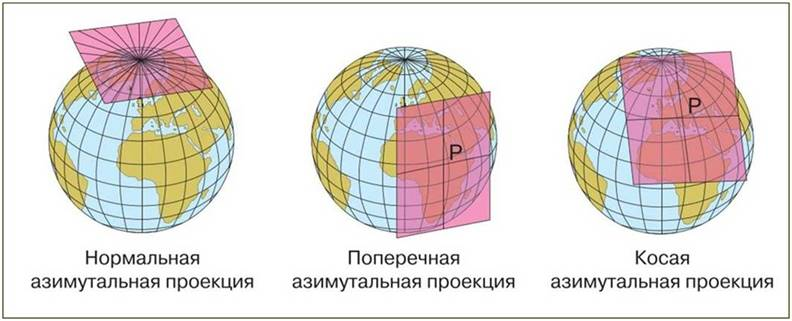 P
P
Нормальная
азимутальная проекция
Поперечная
азимутальная проекция
Косая
азимутальная проекция